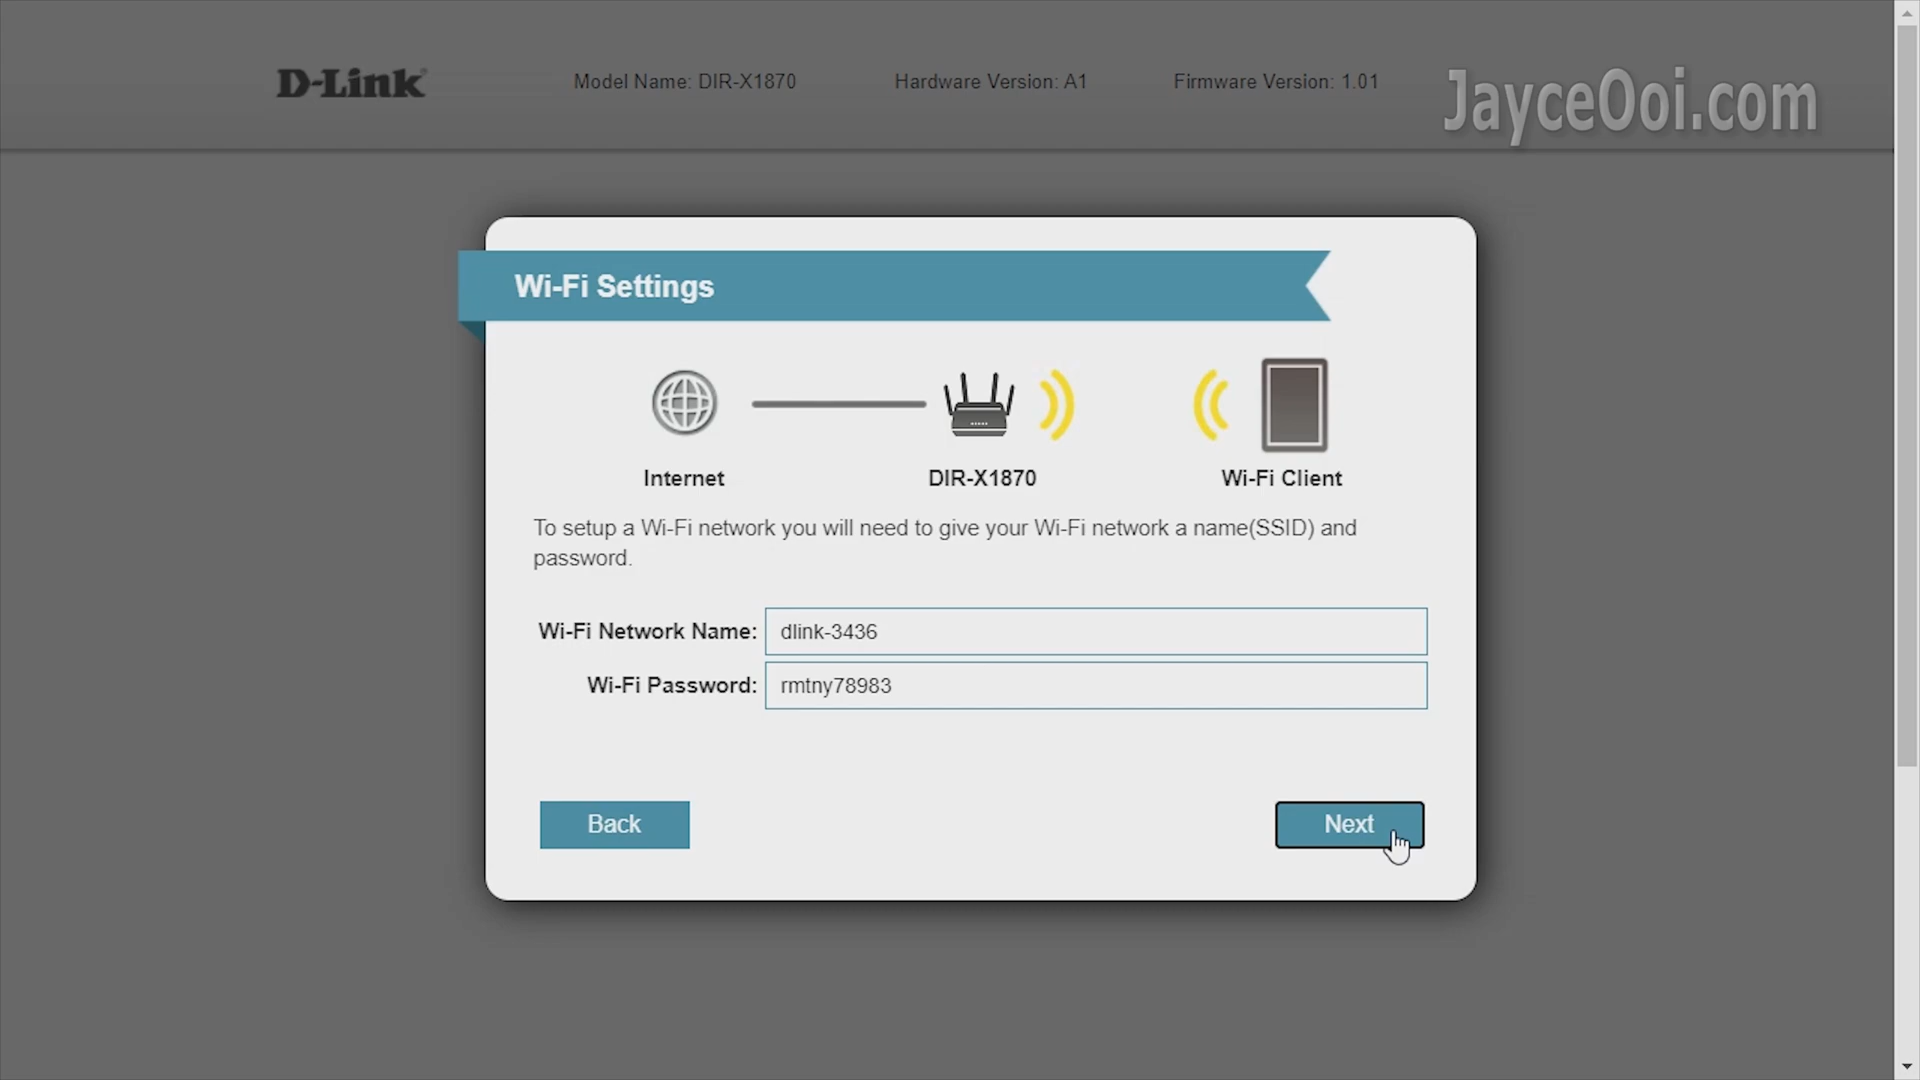 D-Link
Model Name: DIR-X1870
Hardware Version: A1
Firmware Version: 1.01
JayceOoi.com
Wi-Fi Settings
Internet
DIR-X1870
Wi-Fi Client
To setup a Wi-Fi network you will need to give your Wi-Fi network a name(SSID) and
password.
Wi-Fi Network Name: dlink-3436
Wi-Fi Password: rmtny78983
Back
Next